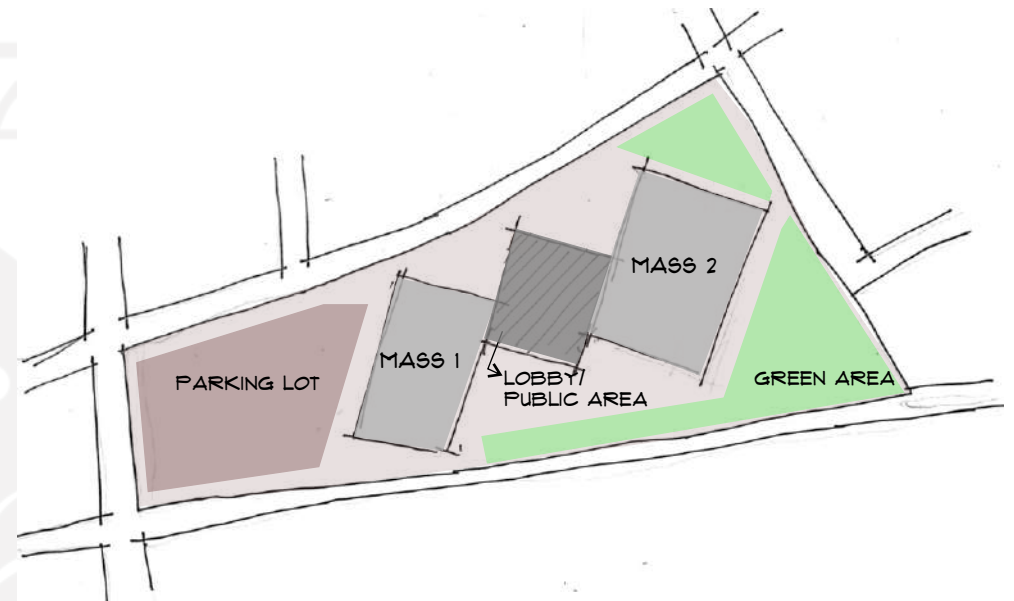 MASS 2
MASS 1
PARKING LOT
LOBBY/
PUBLIC AREA
GREEN AREA